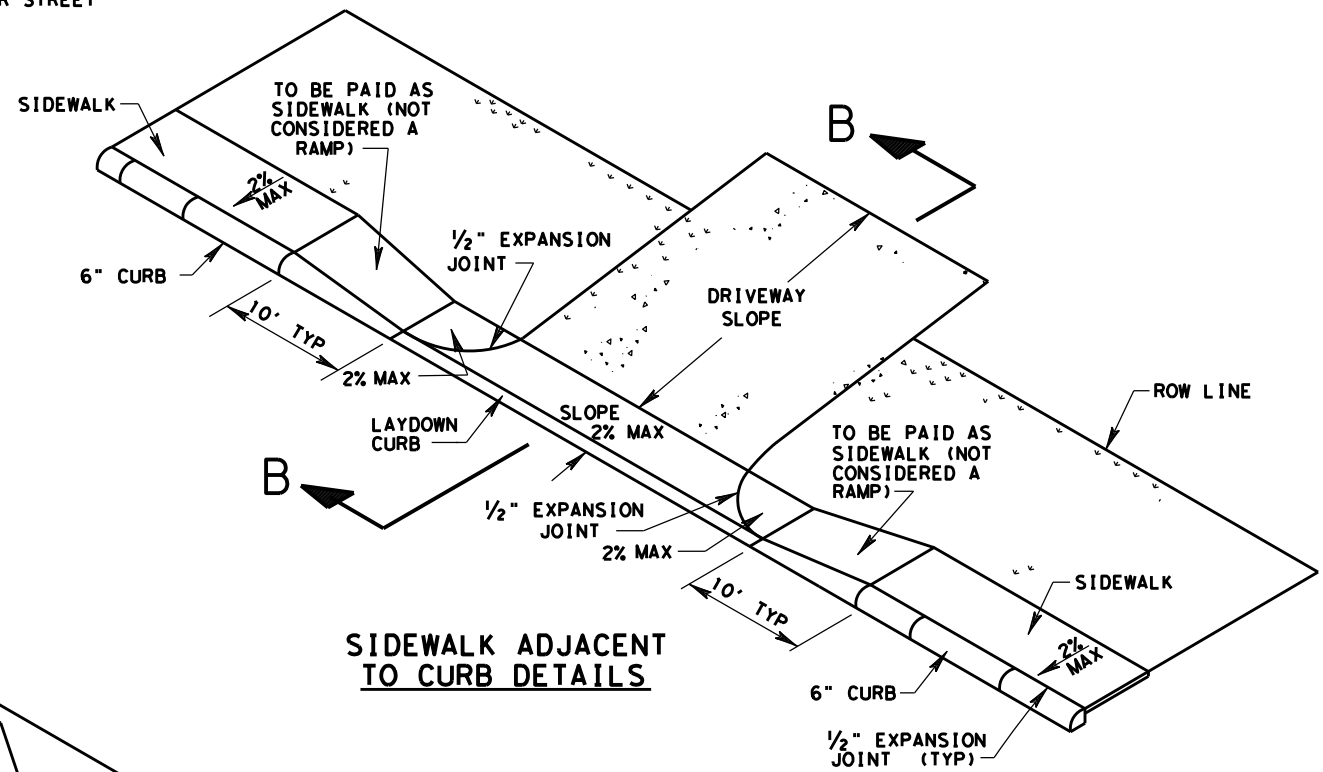 R STREET
SIDEWALK
TO BE PAID AS
SIDEWALK (NOT
CONSIDERED A
RAMP)
B
2%
MAX
1/2" EXPANSION
JOINT
6" CURB
DRIVEWAY
SLOPE
10' TYP
2% MAX
ROW LINE
LAYDOWN
CURB
SLOPE
2% MAX
TO BE PAID AS
SIDEWALK (NOT
CONSIDERED A
RAMP)
B
1/2" EXPANSION
JOINT
2% MAX
10' TYP
SIDEWALK
2%
MAX
SIDEWALK ADJACENT
TO CURB DETAILS
6" CURB
1/2" EXPANSION
JOINT (TYP)